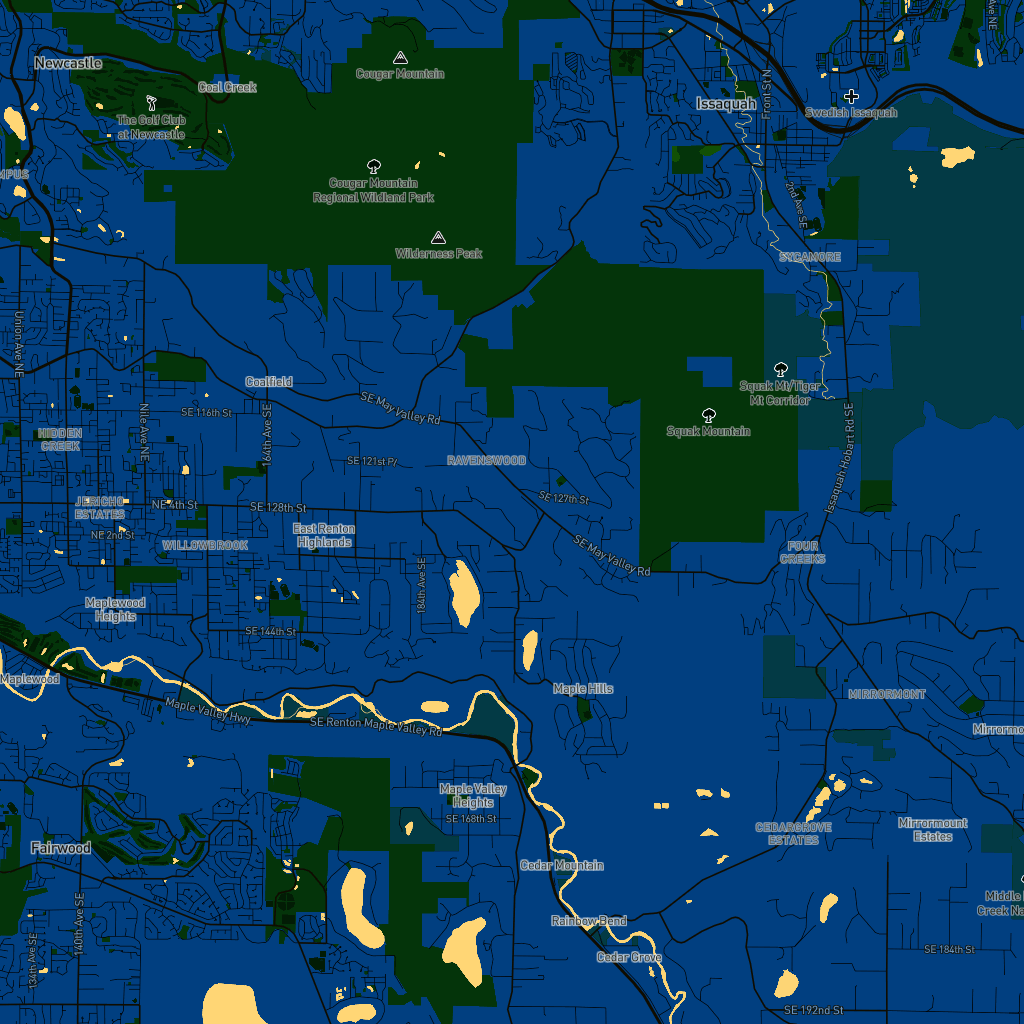 Newcastle
Cougar Mountain
Coal Creek
The Golf Club
at Newcastle
Issaquah
Front St N
Swedish Issaquah
Ave NE
MPUS
Cougar Mountain
Regional Wildland Park
2nd Ave SE
Wilderness Peak
SYCAMORE
Union Ave NE
Coalfield
Squak Mt/Tiger
Mt Corridor
SE May Valley Rd
SE 116th St
Nile Ave NE
164th Ave SE
Squak Mountain
HIDDEN
CREEK
SE 121st Pl
RAVENSWOOD
Issaquah Hobart Rd SE
JERICHO
ESTATES
NE 4th St
SE 128th St
SE 127th St
NE 2nd St
WILLOWBROOK
East Renton
Highlands
SE May Valley Rd
FOUR
CREEKS
184th Ave SE
Maplewood
Heights
SE 144th St
Maplewood
Maple Hills
MIRRORMONT
Maple Valley Hwy
SE Renton Maple Valley Rd
Mirrormo
Maple Valley
Heights
SE 168th St
CEDARGROVE
ESTATES
Mirrormount
Estates
Fairwood
Cedar Mountain
140th Ave SE
Middle
Creek Na
Rainbow Bend
134th Ave SE
Cedar Grove
SE 184th St
SE 192nd St